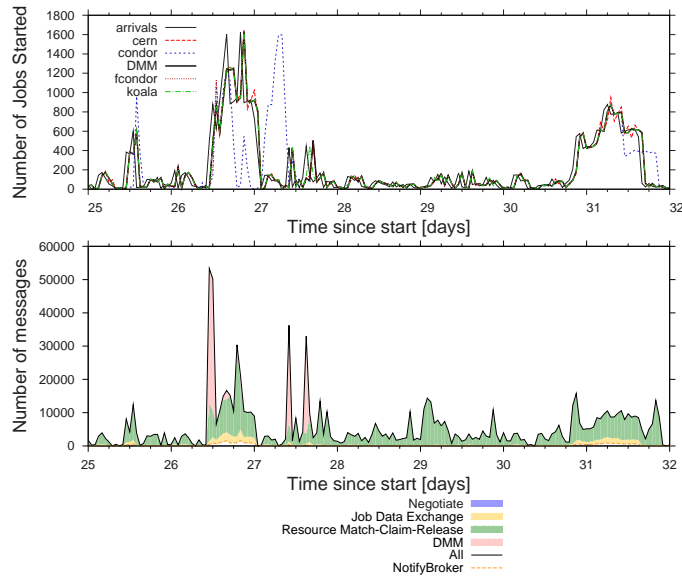 1800
1600
1400
1200
1000
800
600
400
200
0
Number of Jobs Started
arrivals
cern
condor
DMM
fcondor
koala
25 26 27 28 29 30 31 32
Time since start [days]
60000
50000
40000
30000
20000
10000
0
Number of messages
25 26 27 28 29 30 31 32
Time since start [days]
Negotiate
Job Data Exchange
Resource Match-Claim-Release
DMM
All
NotifyBroker